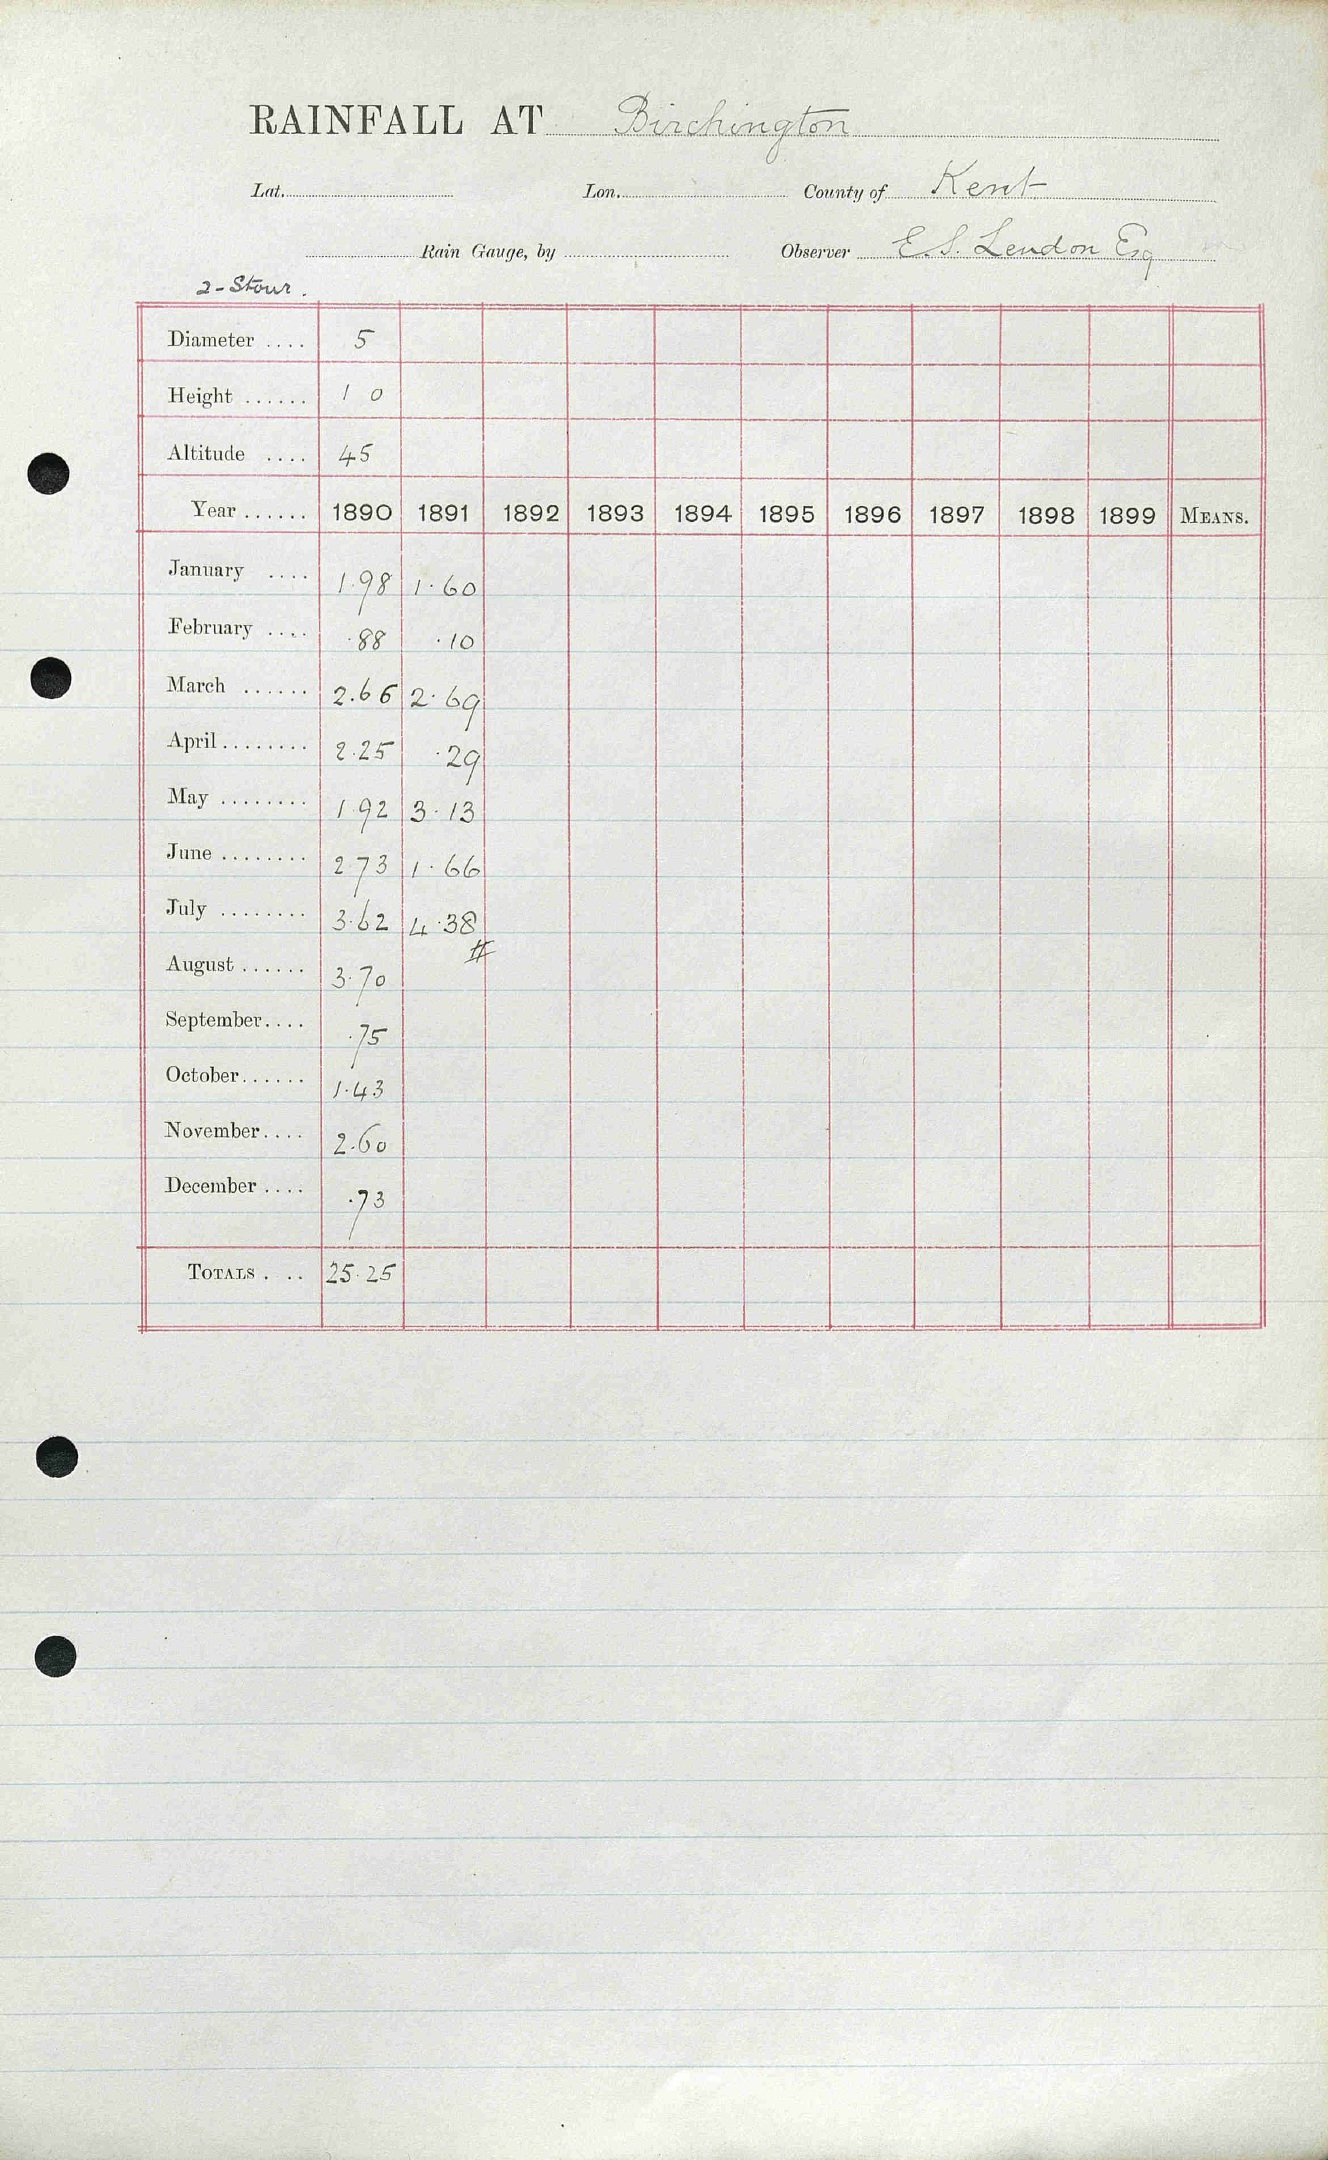 RAINFALL AT Birchington
Lat. Lon. County of Kent
Rain Gauge, by Observer E.S. Lendon Esq
2-Stour.
Diameter .... 5
Height ...... 1 0
Altitude .... 45
Year ...... 1890 1891 1892 1893 1894 1895 1896 1897 1898 1899 MEANS.
January .... 1.98 1.60
February .... .88 .10
March ...... 2.66 2.69
April ........ 2.25 .29
May ........ 1.92 3.13
June ........ 2.73 1.66
July ........ 3.62 4.38
#
August ...... 3.70
September.... .75
October...... 1.43
November.... 2.60
December .... .73
TOTALS . .. 25.25